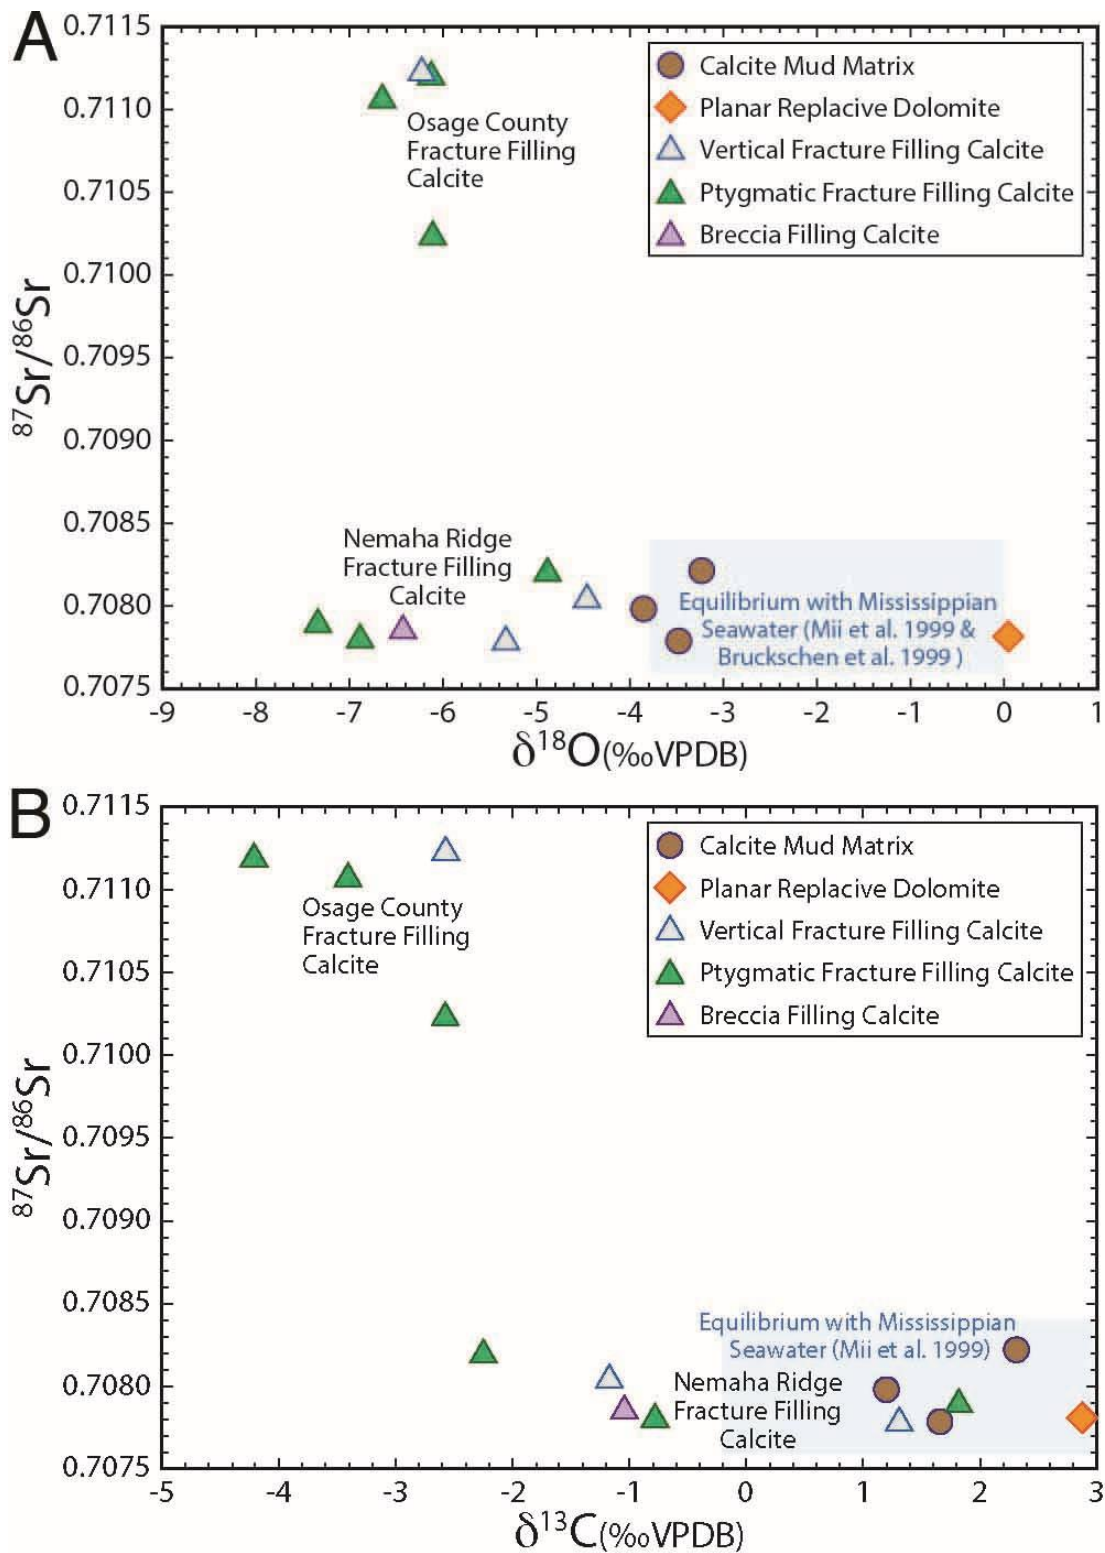 A
0.7115
0.7110
0.7105
0.7100
0.7095
0.7090
0.7085
0.7080
0.7075
⁸⁷Sr/⁸⁶Sr
Calcite Mud Matrix
Planar Replacive Dolomite
Vertical Fracture Filling Calcite
Ptygmatic Fracture Filling Calcite
Breccia Filling Calcite
Osage County
Fracture Filling
Calcite
Nemaha Ridge
Fracture Filling
Calcite
Equilibrium with Mississippian
Seawater (Mii et al. 1999 &
Bruckschen et al. 1999 )
-9 -8 -7 -6 -5 -4 -3 -2 -1 0 1
δ¹⁸O(‰VPDB)
B
0.7115
0.7110
0.7105
0.7100
0.7095
0.7090
0.7085
0.7080
0.7075
⁸⁷Sr/⁸⁶Sr
Calcite Mud Matrix
Planar Replacive Dolomite
Vertical Fracture Filling Calcite
Ptygmatic Fracture Filling Calcite
Breccia Filling Calcite
Osage County
Fracture Filling
Calcite
Equilibrium with Mississippian
Seawater (Mii et al. 1999)
Nemaha Ridge
Fracture Filling
Calcite
-5 -4 -3 -2 -1 0 1 2 3
δ¹³C(‰VPDB)